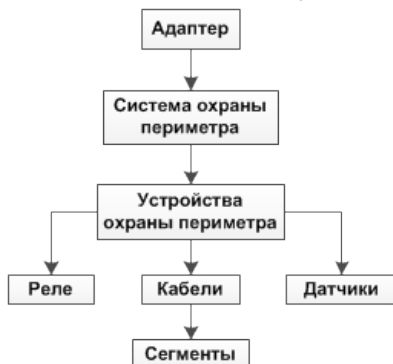 Адаптер
Система охраны
периметра
Устройства
охраны периметра
Реле
Кабели
Датчики
Сегменты